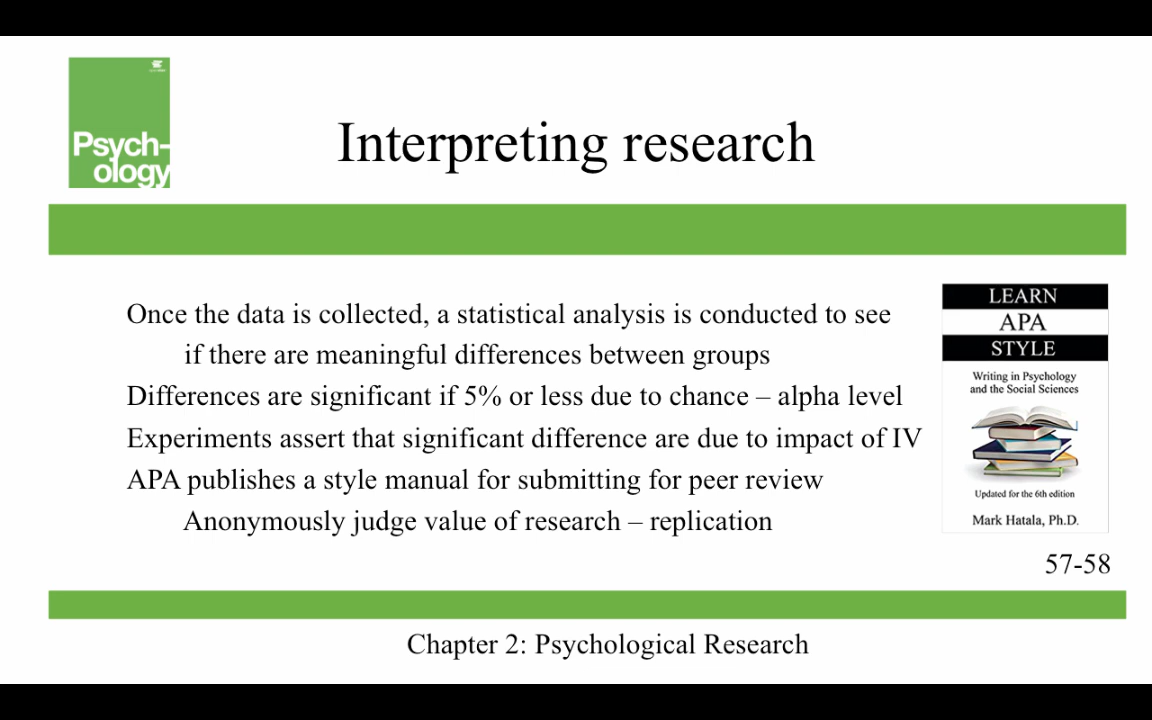 Psych-
ology
Interpreting research
Once the data is collected, a statistical analysis is conducted to see
if there are meaningful differences between groups
Differences are significant if 5% or less due to chance – alpha level
Experiments assert that significant difference are due to impact of IV
APA publishes a style manual for submitting for peer review
Anonymously judge value of research – replication
LEARN
APA
STYLE
Writing in Psychology
and the Social Sciences
Updated for the 6th edition
Mark Hatala, Ph.D.
57-58
Chapter 2: Psychological Research